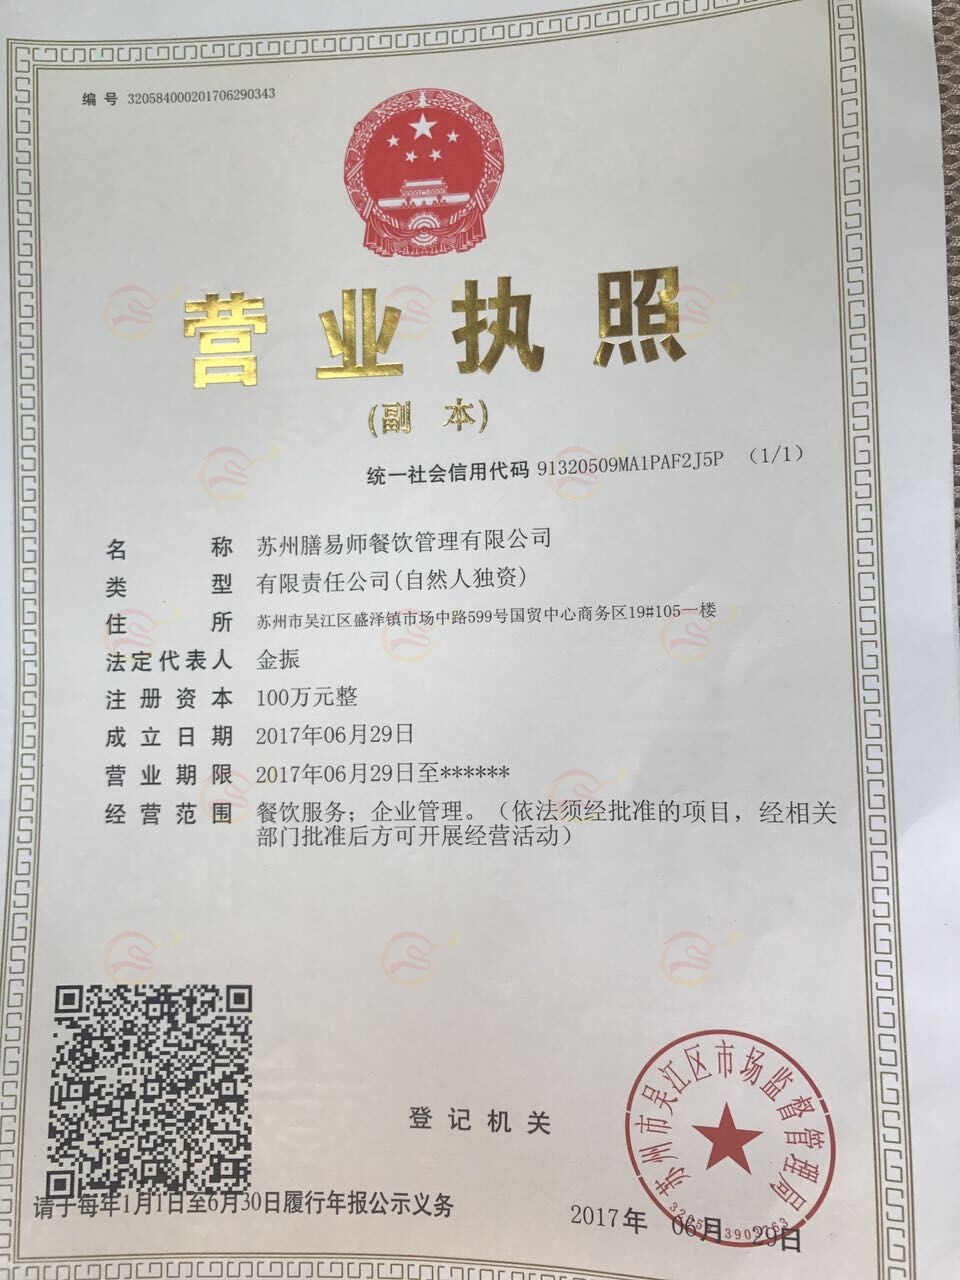 编 号 320584000201706290343
营业执照
(副 本)
统一社会信用代码 91320509MA1PAF2J5P (1/1)
名 称 苏州膳易师餐饮管理有限公司
类 型 有限责任公司(自然人独资)
住 所 苏州市吴江区盛泽镇市场中路599号国贸中心商务区19#105一楼
法定代表人 金振
注 册 资 本 100万元整
成 立 日 期 2017年06月29日
营 业 期 限 2017年06月29日至******
经 营 范 围 餐饮服务；企业管理。（依法须经批准的项目，经相关
部门批准后方可开展经营活动）
登 记 机 关
苏州市吴江区市场监督管理局
请于每年1月1日至6月30日履行年报公示义务
2017年 06月 29日